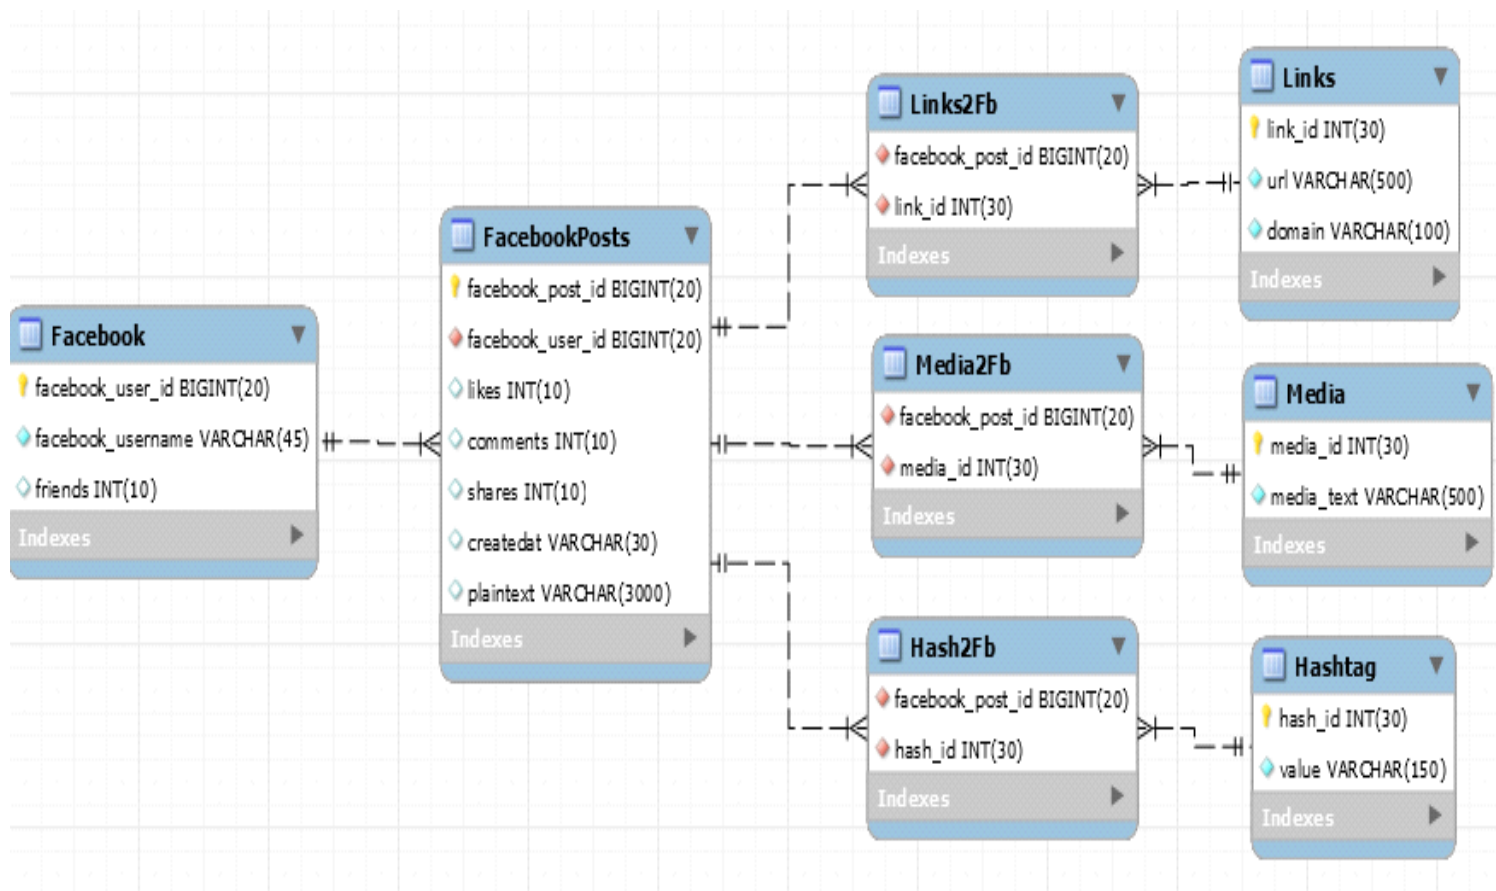 Facebook
facebook_user_id BIGINT(20)
facebook_username VARCHAR(45)
friends INT(10)
Indexes
FacebookPosts
facebook_post_id BIGINT(20)
facebook_user_id BIGINT(20)
likes INT(10)
comments INT(10)
shares INT(10)
createdat VARCHAR(30)
plaintext VARCHAR(3000)
Indexes
Links2Fb
facebook_post_id BIGINT(20)
link_id INT(30)
Indexes
Links
link_id INT(30)
url VARCHAR(500)
domain VARCHAR(100)
Indexes
Media2Fb
facebook_post_id BIGINT(20)
media_id INT(30)
Indexes
Media
media_id INT(30)
media_text VARCHAR(500)
Indexes
Hash2Fb
facebook_post_id BIGINT(20)
hash_id INT(30)
Indexes
Hashtag
hash_id INT(30)
value VARCHAR(150)
Indexes